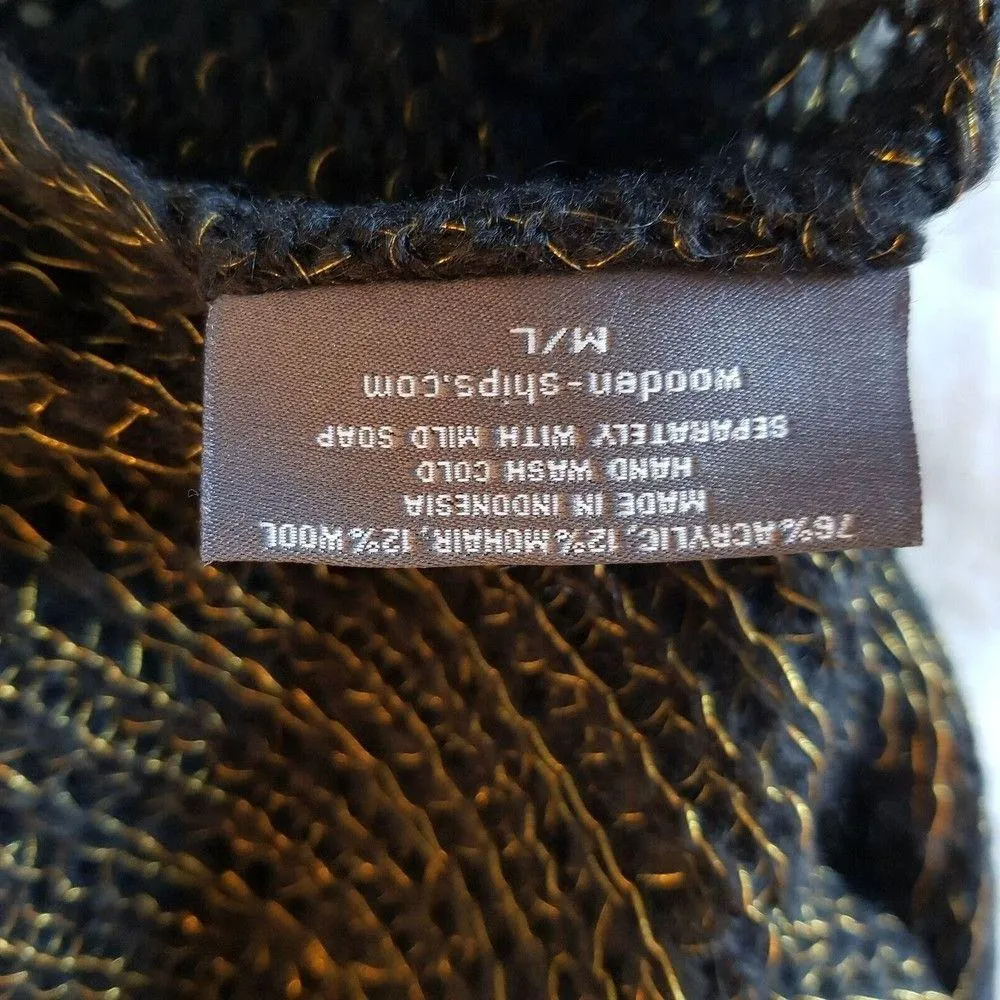 76% ACRYLIC, 12% MOHAIR, 12% WOOL
MADE IN INDONESIA
HAND WASH COLD
SEPARATELY WITH MILD SOAP
wooden-ships.com
M/L